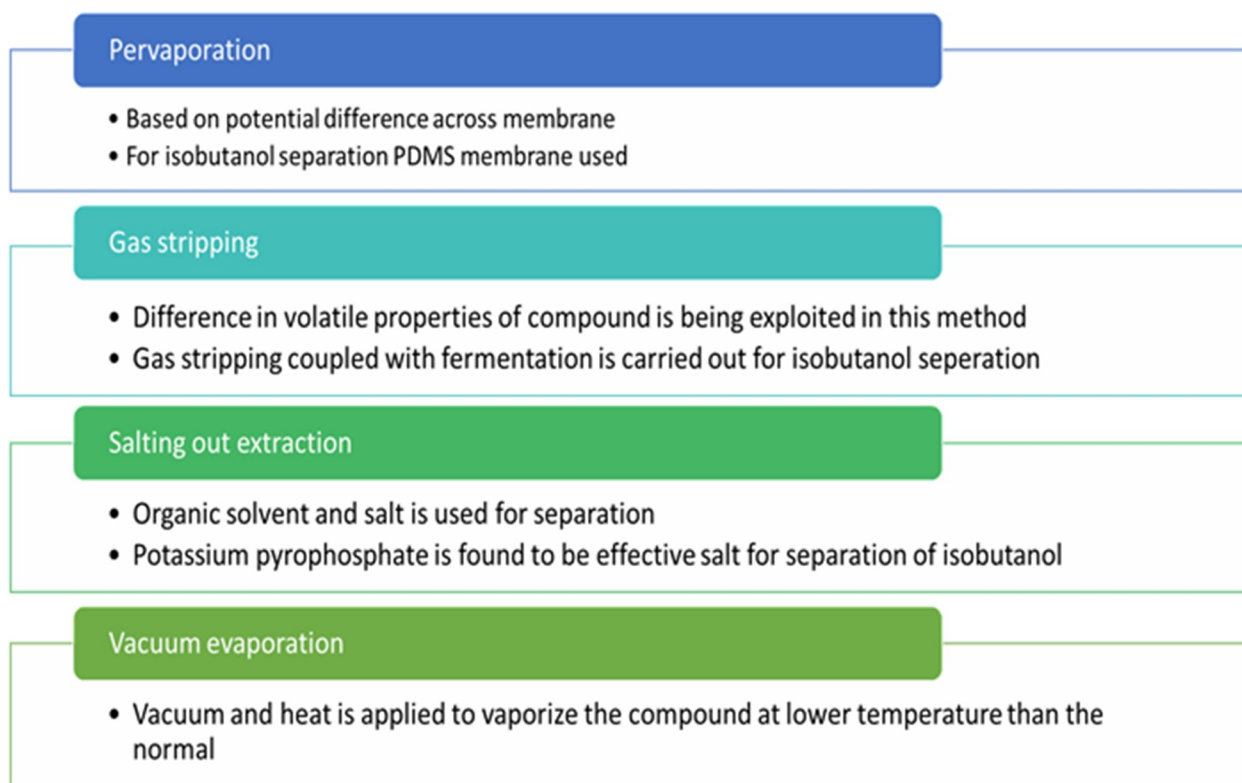 Pervaporation
• Based on potential difference across membrane
• For isobutanol separation PDMS membrane used
Gas stripping
• Difference in volatile properties of compound is being exploited in this method
• Gas stripping coupled with fermentation is carried out for isobutanol seperation
Salting out extraction
• Organic solvent and salt is used for separation
• Potassium pyrophosphate is found to be effective salt for separation of isobutanol
Vacuum evaporation
• Vacuum and heat is applied to vaporize the compound at lower temperature than the
normal